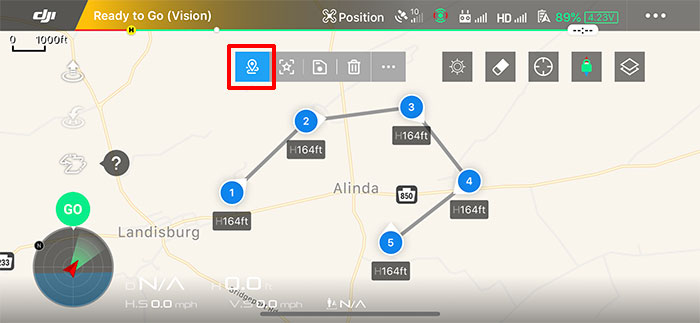 dji Ready to Go (Vision) Position 10 HD 89% 4.23V
H
--:--
0 1000ft
2
3
H164ft
H164ft
?
1
4
Alinda
850
H164ft
H164ft
GO
Landisburg
5
N
H164ft
233
D N/A H 0.0 ft
H.S 0.0 mph V.S 0.0 mph N/A